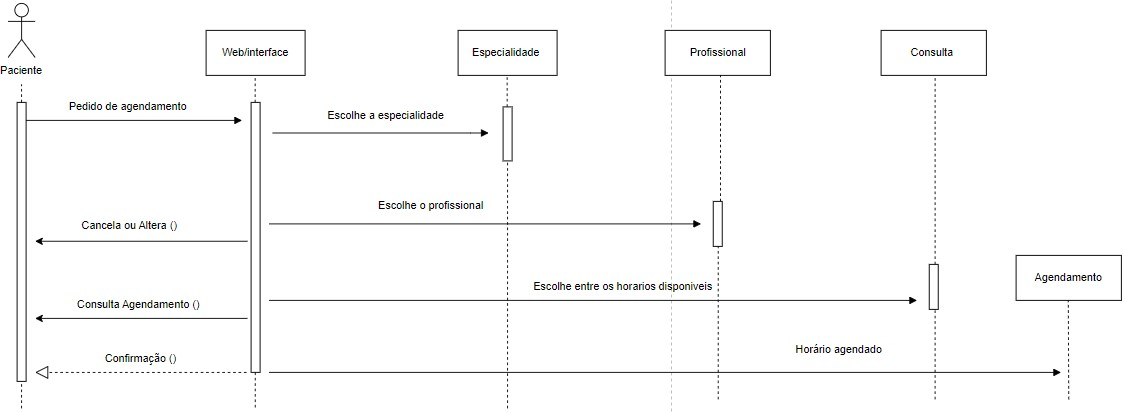 Paciente
Web/interface
Especialidade
Profissional
Consulta
Pedido de agendamento
Escolhe a especialidade
Escolhe o profissional
Cancela ou Altera ()
Agendamento
Escolhe entre os horarios disponiveis
Consulta Agendamento ()
Horário agendado
Confirmação ()